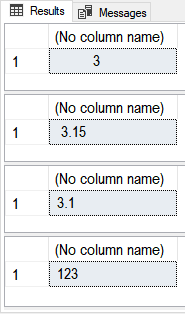 Results Messages
(No column name)
1 3
(No column name)
1 3.15
(No column name)
1 3.1
(No column name)
1 123